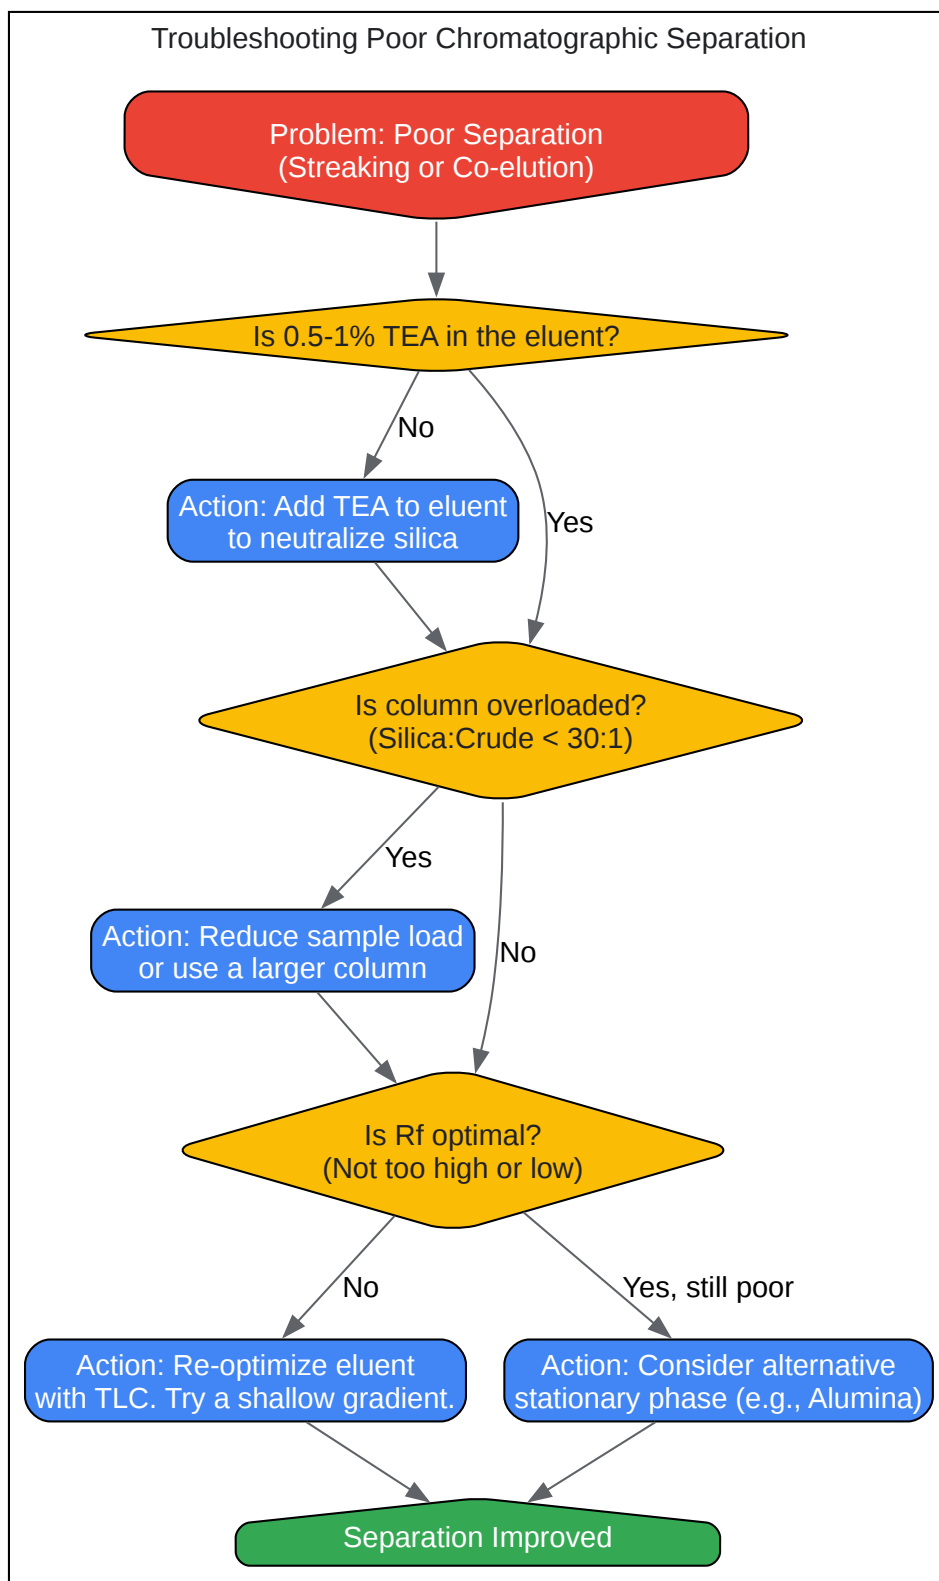 Troubleshooting Poor Chromatographic Separation
Problem: Poor Separation
(Streaking or Co-elution)
Is 0.5-1% TEA in the eluent?
No
Action: Add TEA to eluent
to neutralize silica
Yes
Is column overloaded?
(Silica:Crude < 30:1)
Yes
Action: Reduce sample load
or use a larger column
No
Is Rf optimal?
(Not too high or low)
No
Yes, still poor
Action: Re-optimize eluent
with TLC. Try a shallow gradient.
Action: Consider alternative
stationary phase (e.g., Alumina)
Separation Improved